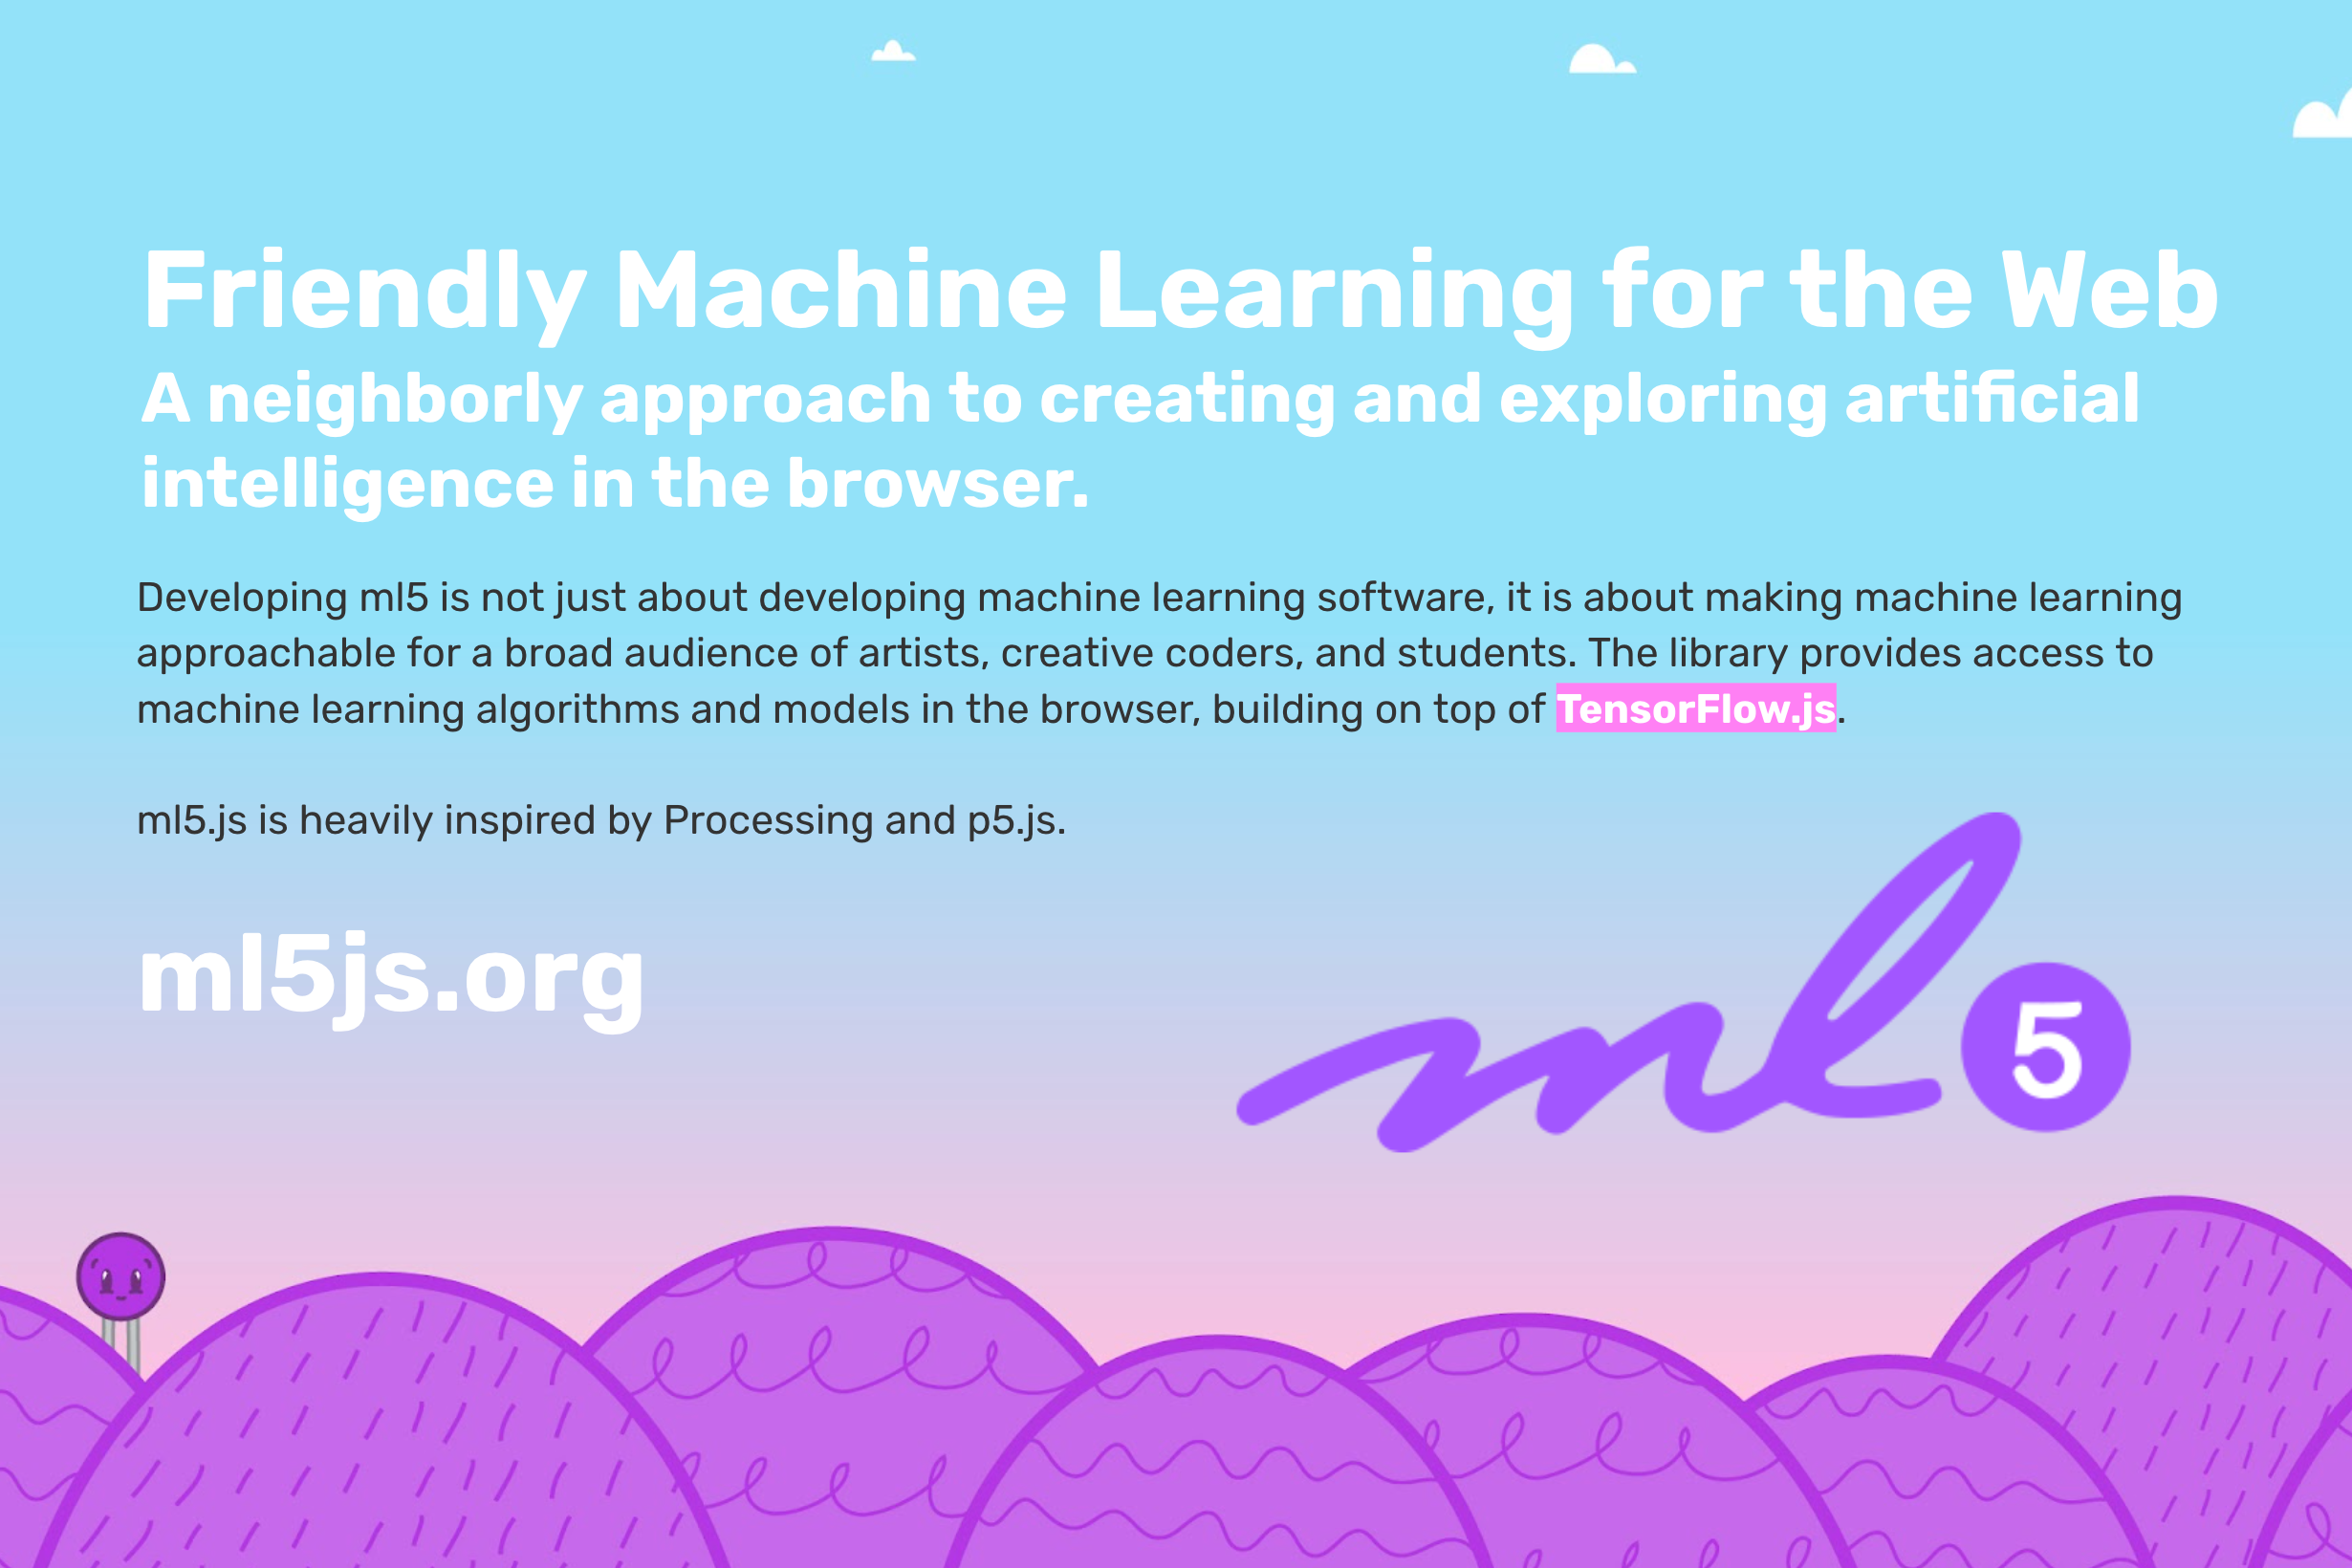 Friendly Machine Learning for the Web
A neighborly approach to creating and exploring artificial
intelligence in the browser.
Developing ml5 is not just about developing machine learning software, it is about making machine learning
approachable for a broad audience of artists, creative coders, and students. The library provides access to
machine learning algorithms and models in the browser, building on top of TensorFlow.js.
ml5.js is heavily inspired by Processing and p5.js.
ml5js.org
ml5